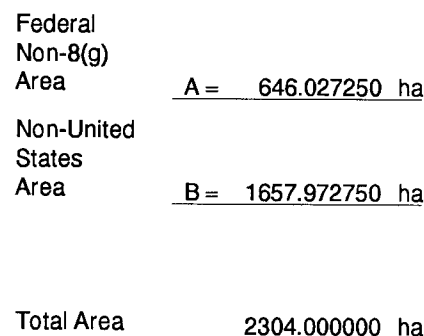 Federal
Non-8(g)
Area A = 646.027250 ha
Non-United
States
Area B = 1657.972750 ha
Total Area 2304.000000 ha